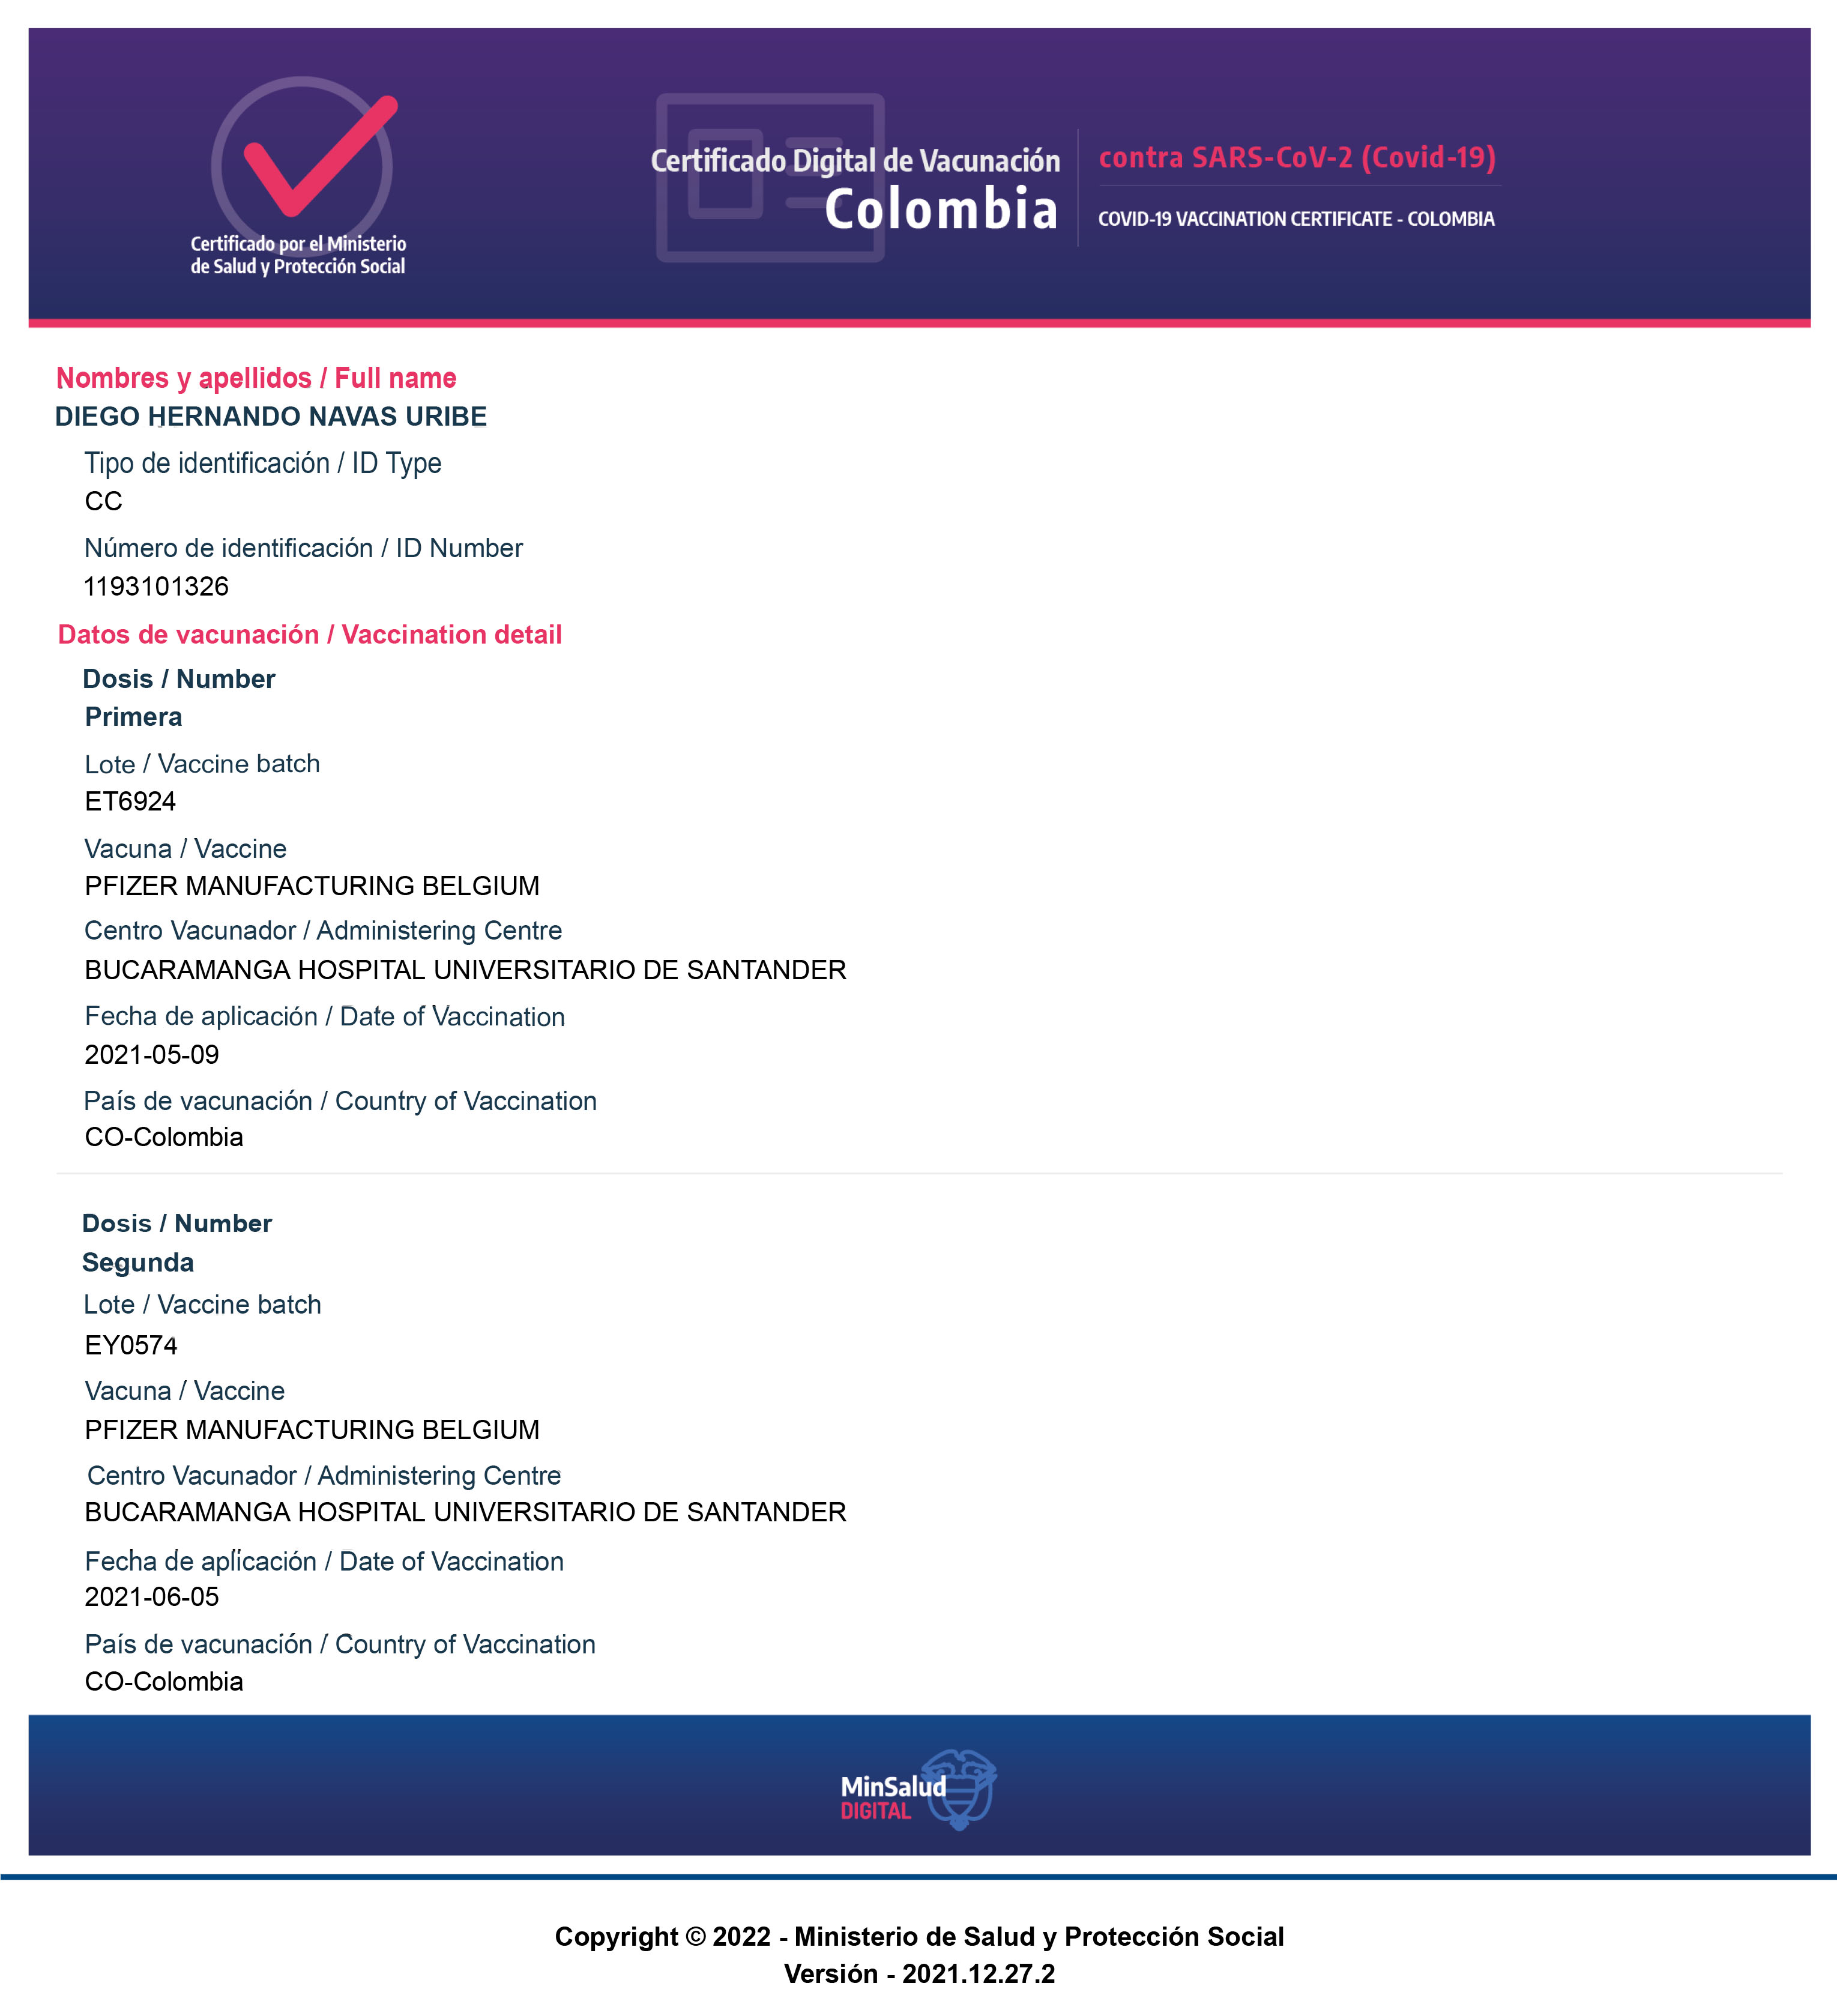 Certificado por el Ministerio
de Salud y Protección Social
Certificado Digital de Vacunación
Colombia
contra SARS-CoV-2 (Covid-19)
COVID-19 VACCINATION CERTIFICATE - COLOMBIA
Nombres y apellidos / Full name
DIEGO HERNANDO NAVAS URIBE
Tipo de identificación / ID Type
CC
Número de identificación / ID Number
1193101326
Datos de vacunación / Vaccination detail
Dosis / Number
Primera
Lote / Vaccine batch
ET6924
Vacuna / Vaccine
PFIZER MANUFACTURING BELGIUM
Centro Vacunador / Administering Centre
BUCARAMANGA HOSPITAL UNIVERSITARIO DE SANTANDER
Fecha de aplicación / Date of Vaccination
2021-05-09
País de vacunación / Country of Vaccination
CO-Colombia
Dosis / Number
Segunda
Lote / Vaccine batch
EY0574
Vacuna / Vaccine
PFIZER MANUFACTURING BELGIUM
Centro Vacunador / Administering Centre
BUCARAMANGA HOSPITAL UNIVERSITARIO DE SANTANDER
Fecha de aplicación / Date of Vaccination
2021-06-05
País de vacunación / Country of Vaccination
CO-Colombia
MinSalud
DIGITAL
Copyright © 2022 - Ministerio de Salud y Protección Social
Versión - 2021.12.27.2